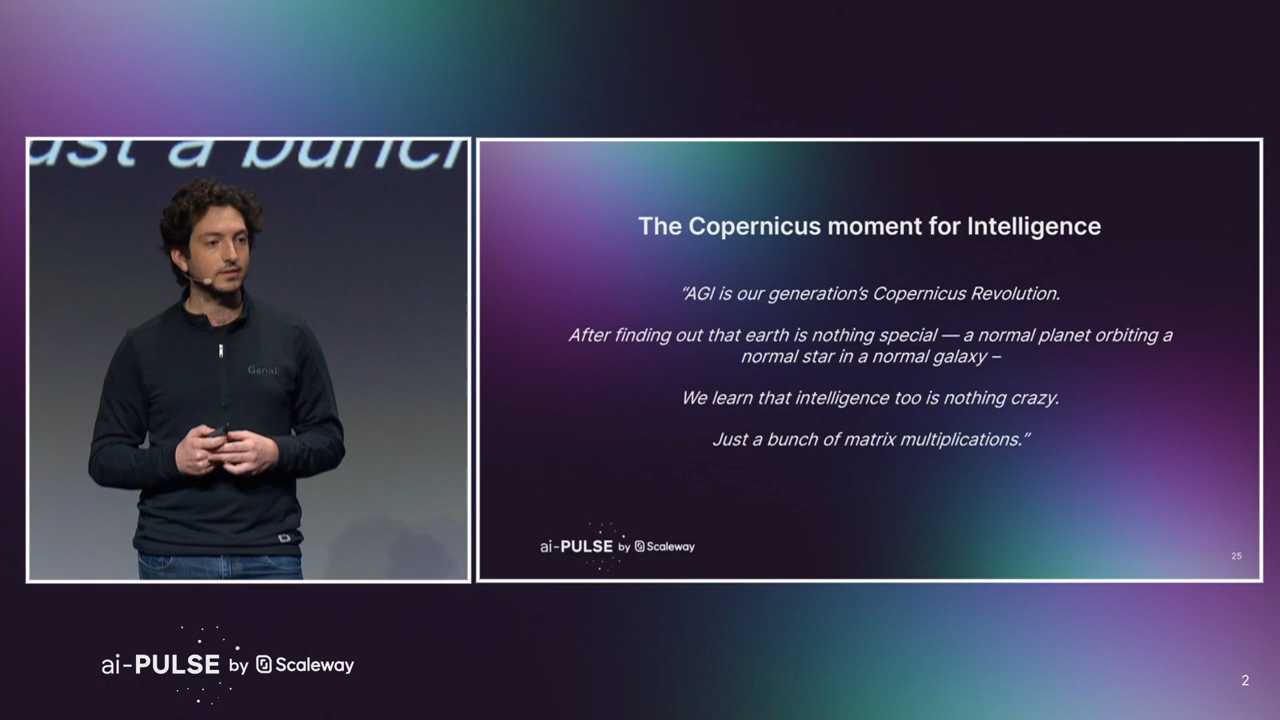 ust a bunch
GenAI
The Copernicus moment for Intelligence
“AGI is our generation’s Copernicus Revolution.
After finding out that earth is nothing special — a normal planet orbiting a
normal star in a normal galaxy –
We learn that intelligence too is nothing crazy.
Just a bunch of matrix multiplications.”
ai-PULSE by Scaleway
25
ai-PULSE by Scaleway
2